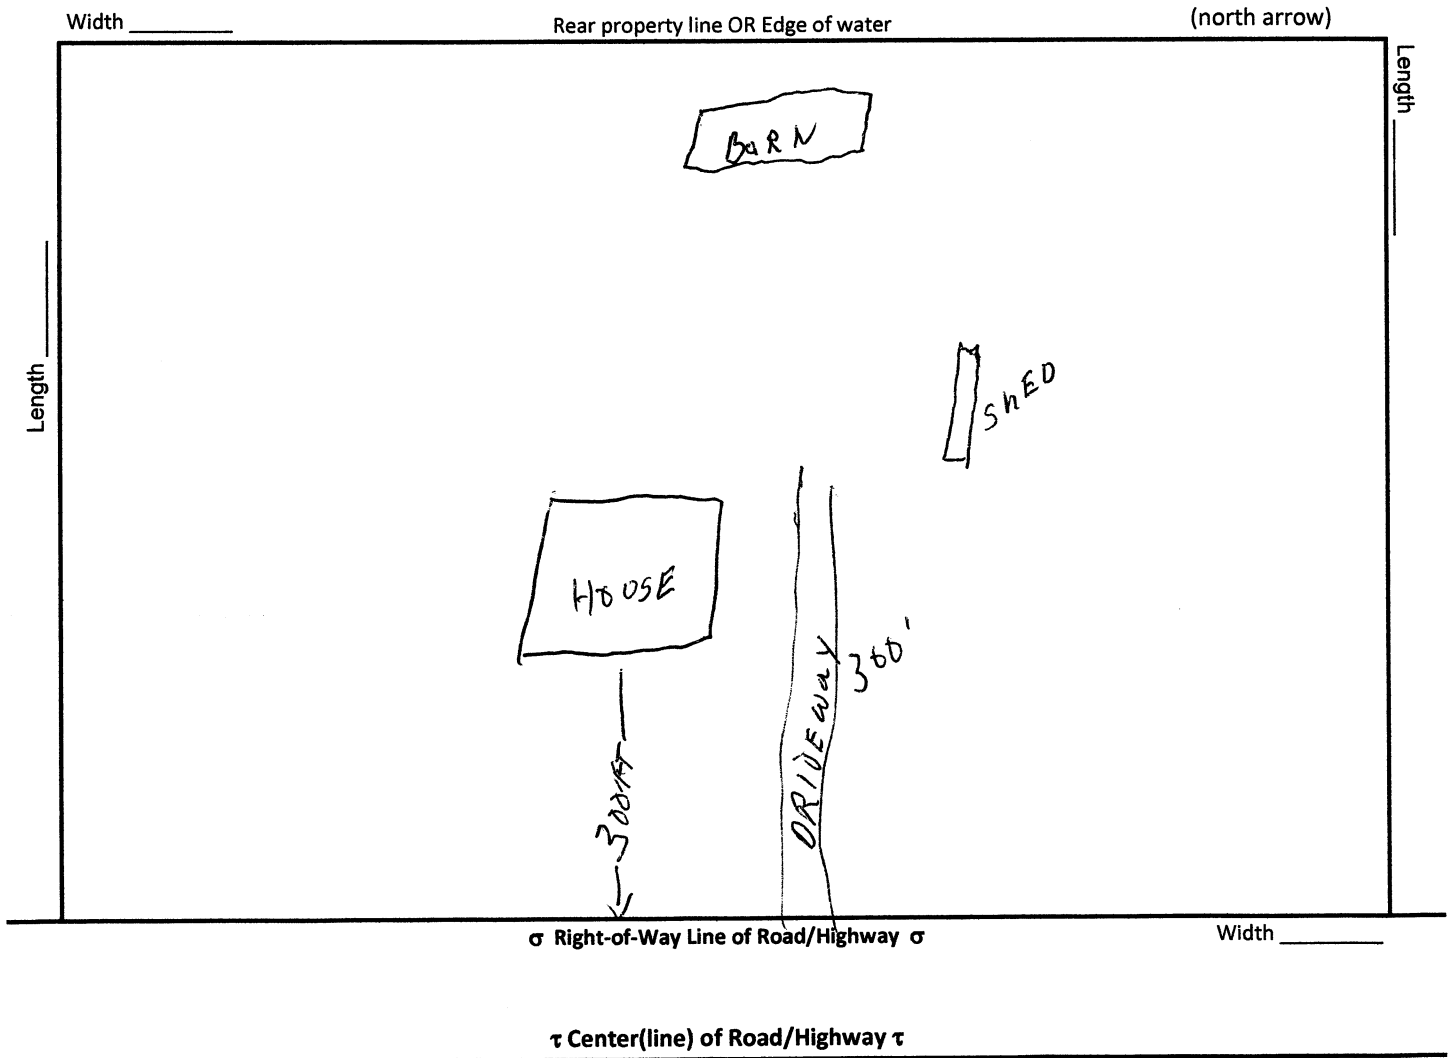 Width ________
Rear property line OR Edge of water
(north arrow)
Length ________
BaRN
Length ________
ShED
HOUSE
360'
DRIVEway
300FT
σ Right-of-Way Line of Road/Highway σ
Width ________
τ Center(line) of Road/Highway τ